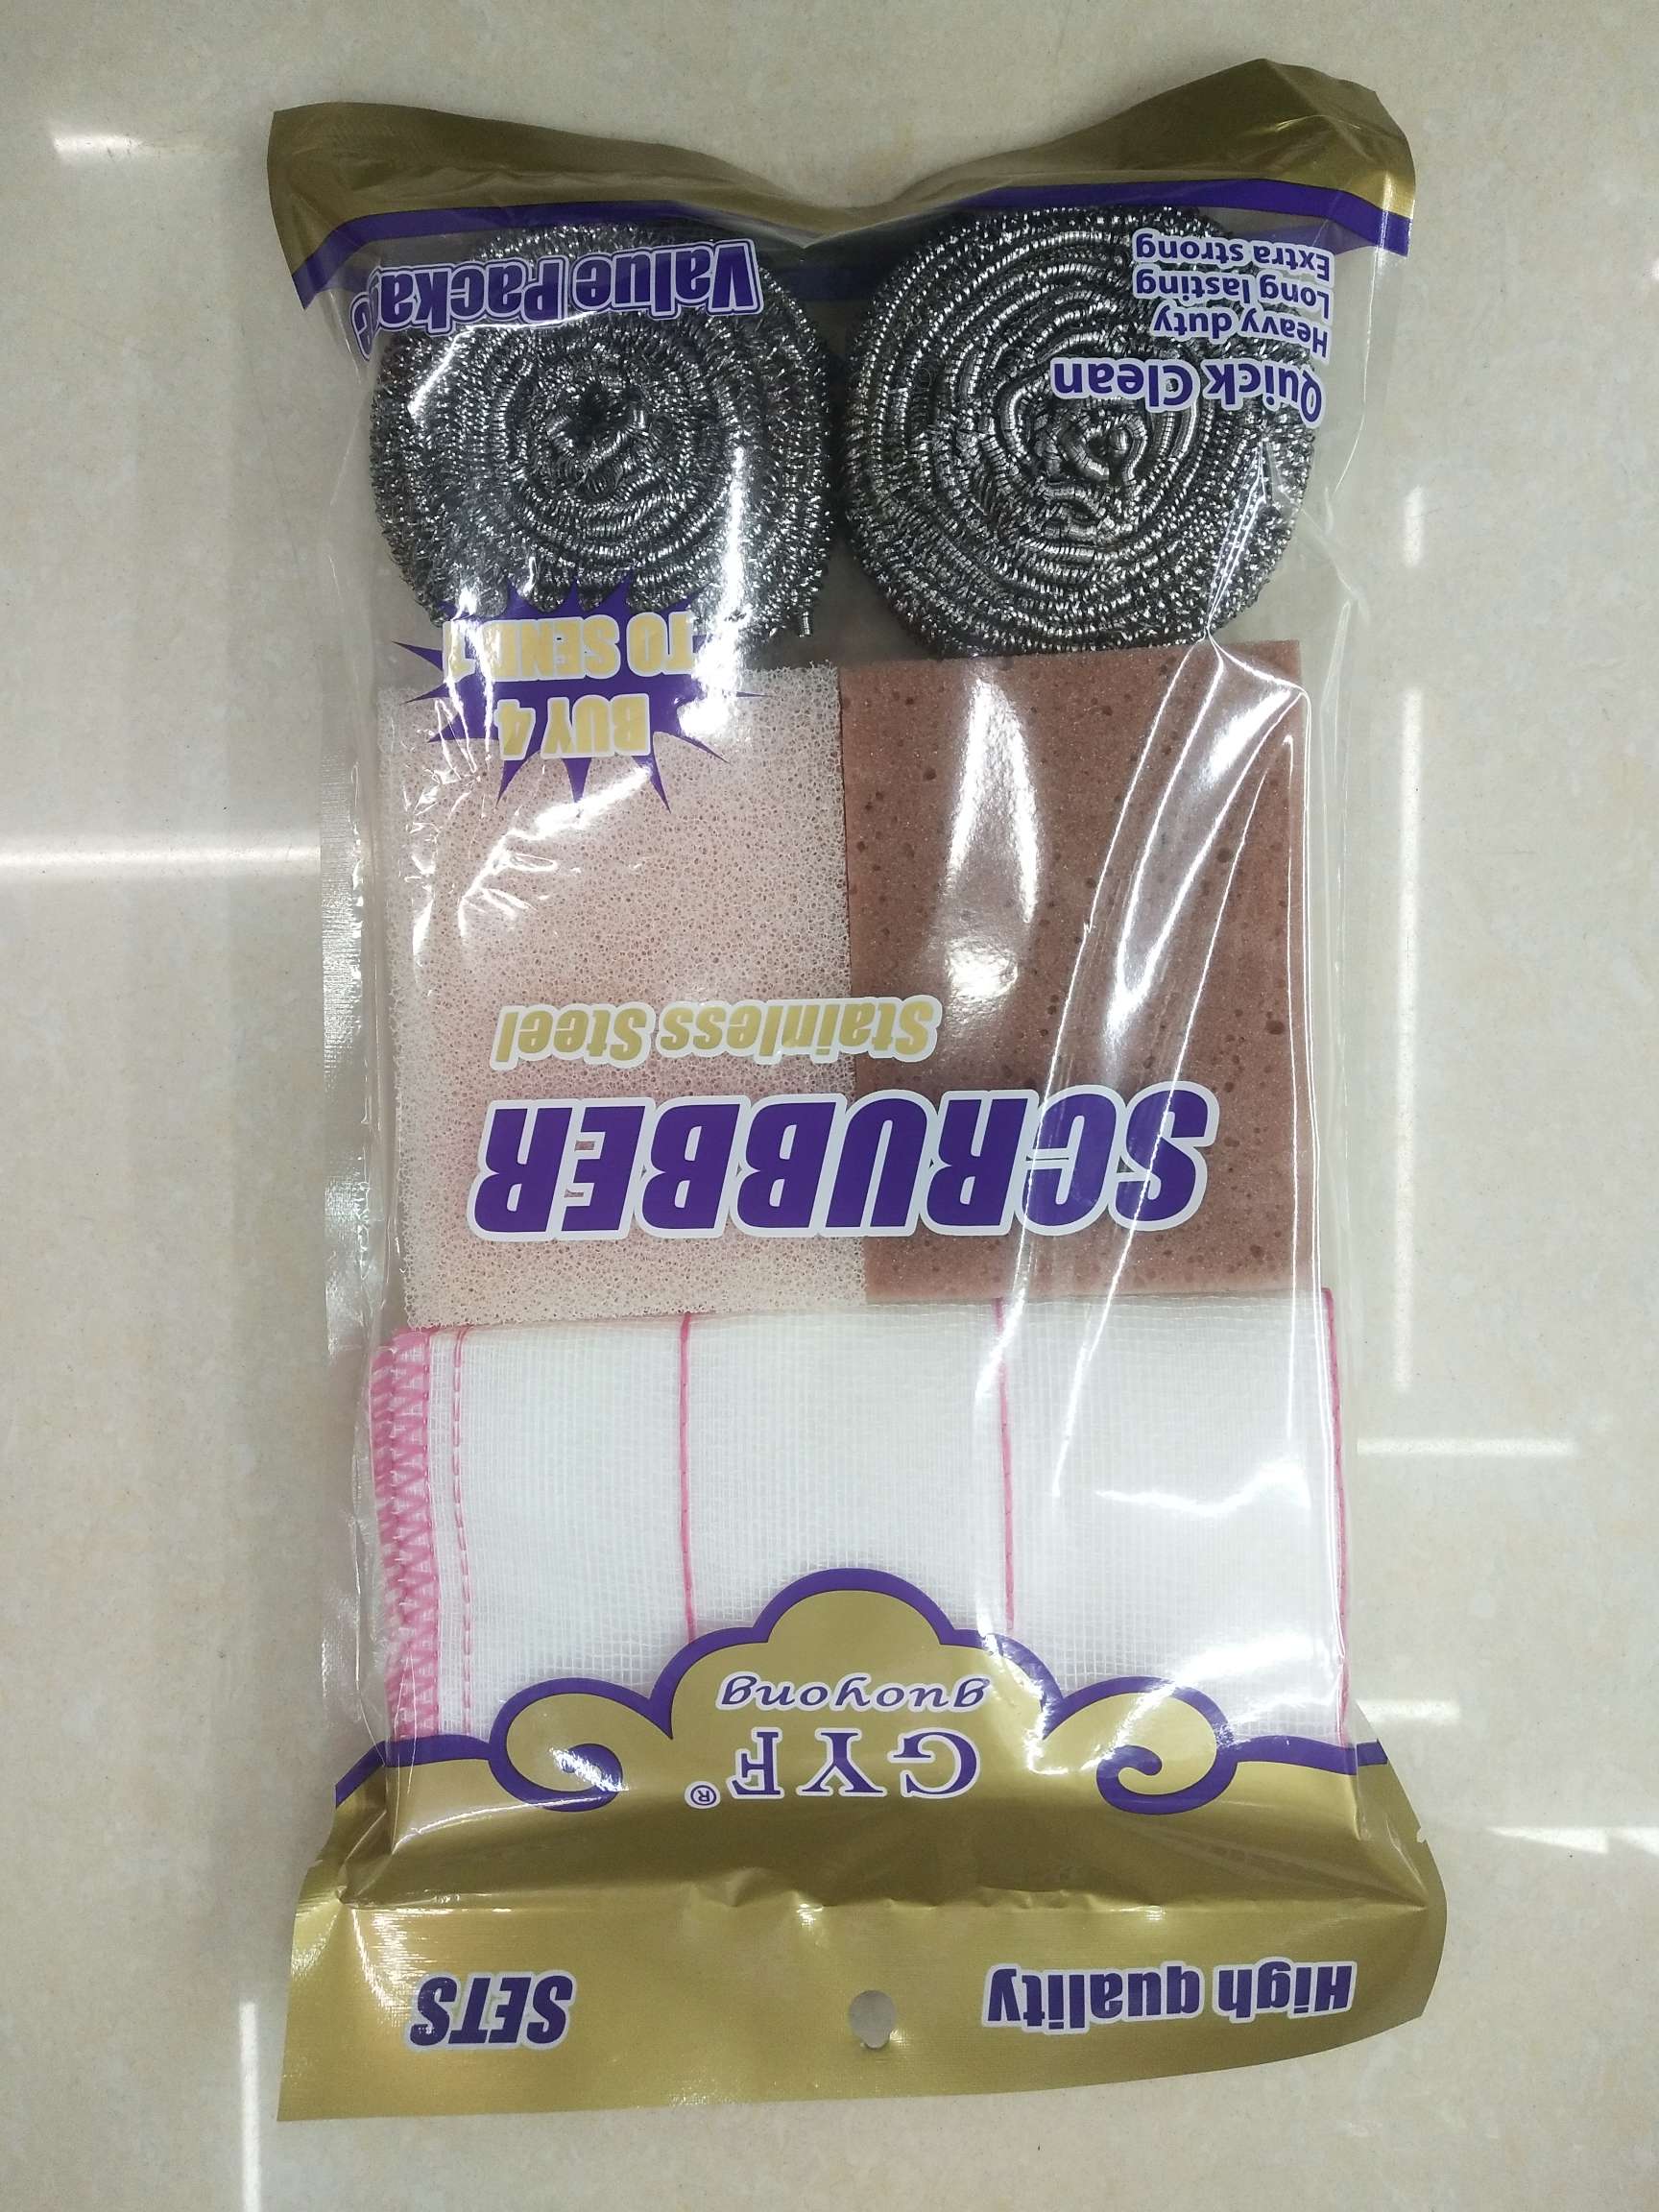 High quality
SETS
GYF®
guoyong
SCRUBBER
Stainless Steel
BUY 4
TO SEND 1
Quick Clean
Heavy duty
Long lasting
Extra strong
Value Package